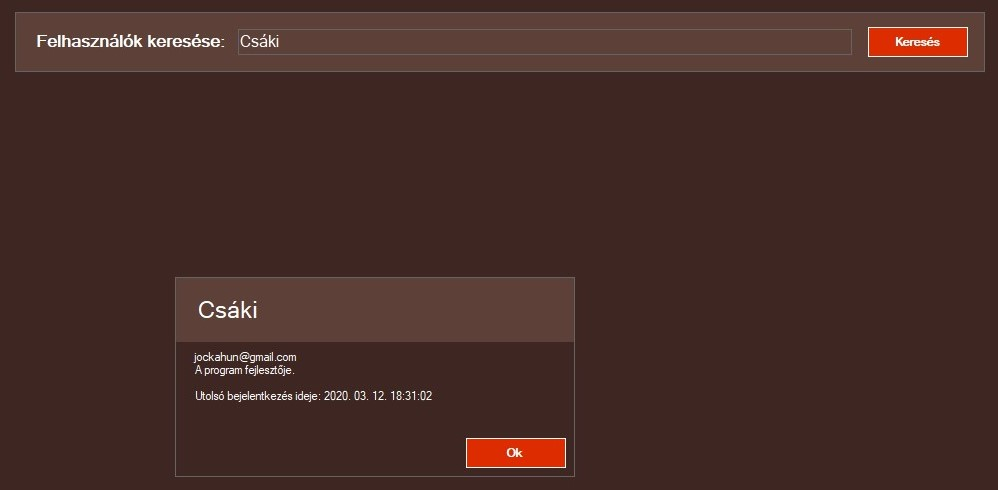 Felhasználók keresése: Csáki Keresés
Csáki
jockahun@gmail.com
A program fejlesztője.
Utolsó bejelentkezés ideje: 2020. 03. 12. 18:31:02
Ok